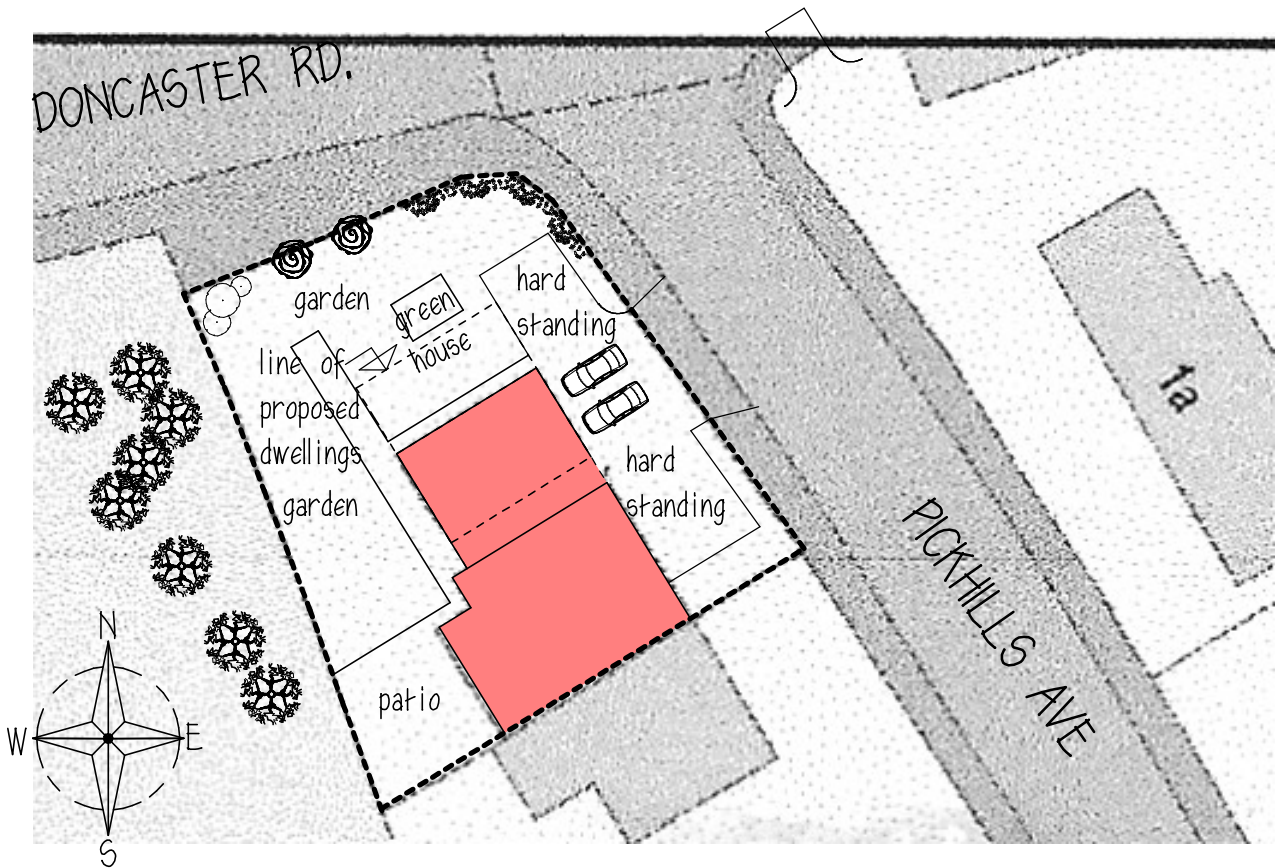 DONCASTER RD.
garden
green
house
hard
standing
line of
proposed
dwellings
garden
hard
standing
patio
1a
PICKHILLS AVE
N
W
E
S